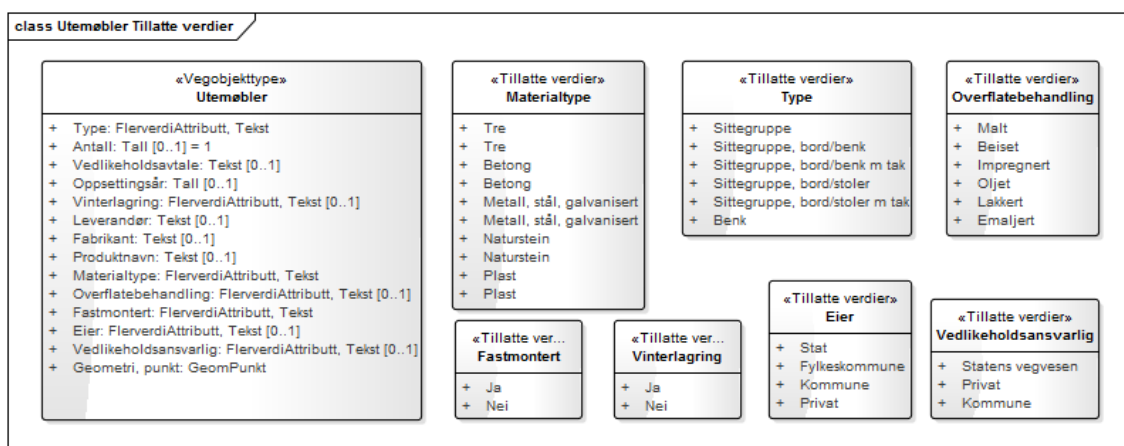 class Utemøbler Tillatte verdier
«Vegobjekttype»
Utemøbler
+ Type: FlerverdiAttributt, Tekst
+ Antall: Tall [0..1] = 1
+ Vedlikeholdsavtale: Tekst [0..1]
+ Oppsettingsår: Tall [0..1]
+ Vinterlagring: FlerverdiAttributt, Tekst [0..1]
+ Leverandør: Tekst [0..1]
+ Fabrikant: Tekst [0..1]
+ Produktnavn: Tekst [0..1]
+ Materialtype: FlerverdiAttributt, Tekst
+ Overflatebehandling: FlerverdiAttributt, Tekst [0..1]
+ Fastmontert: FlerverdiAttributt, Tekst
+ Eier: FlerverdiAttributt, Tekst [0..1]
+ Vedlikeholdsansvarlig: FlerverdiAttributt, Tekst [0..1]
+ Geometri, punkt: GeomPunkt
«Tillatte verdier»
Materialtype
+ Tre
+ Tre
+ Betong
+ Betong
+ Metall, stål, galvanisert
+ Metall, stål, galvanisert
+ Naturstein
+ Naturstein
+ Plast
+ Plast
«Tillatte verdier»
Type
+ Sittegruppe
+ Sittegruppe, bord/benk
+ Sittegruppe, bord/benk m tak
+ Sittegruppe, bord/stoler
+ Sittegruppe, bord/stoler m tak
+ Benk
«Tillatte verdier»
Overflatebehandling
+ Malt
+ Beiset
+ Impregnert
+ Oljet
+ Lakkert
+ Emaljert
«Tillatte ver...
Fastmontert
+ Ja
+ Nei
«Tillatte ver...
Vinterlagring
+ Ja
+ Nei
«Tillatte verdier»
Eier
+ Stat
+ Fylkeskommune
+ Kommune
+ Privat
«Tillatte verdier»
Vedlikeholdsansvarlig
+ Statens vegvesen
+ Privat
+ Kommune